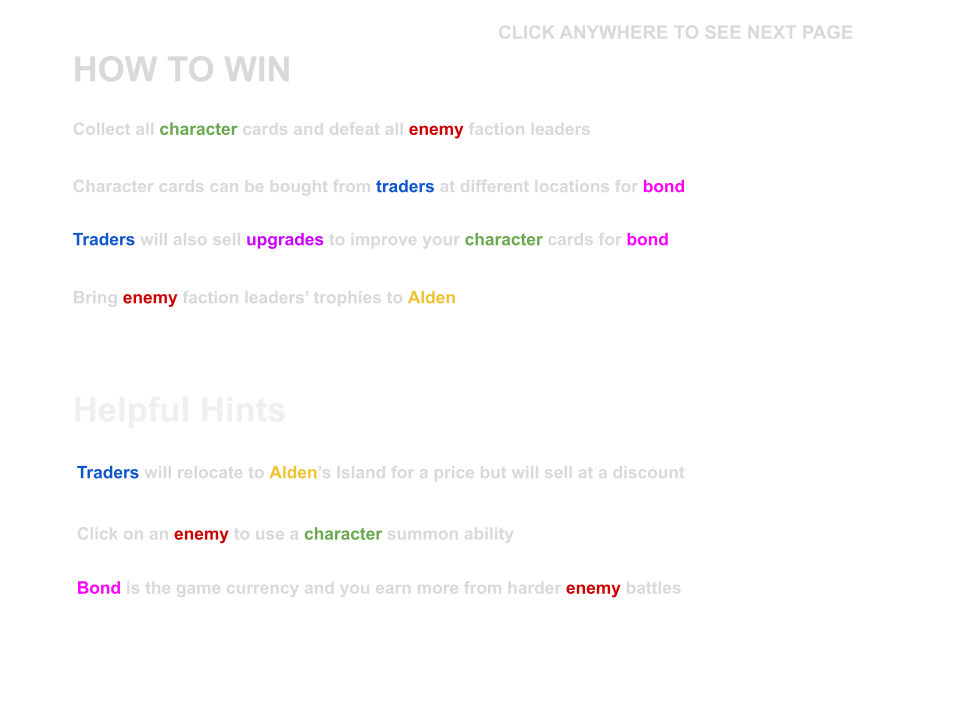 CLICK ANYWHERE TO SEE NEXT PAGE
HOW TO WIN
Collect all character cards and defeat all enemy faction leaders
Character cards can be bought from traders at different locations for bond
Traders will also sell upgrades to improve your character cards for bond
Bring enemy faction leaders’ trophies to Alden
Helpful Hints
Traders will relocate to Alden’s Island for a price but will sell at a discount
Click on an enemy to use a character summon ability
Bond is the game currency and you earn more from harder enemy battles